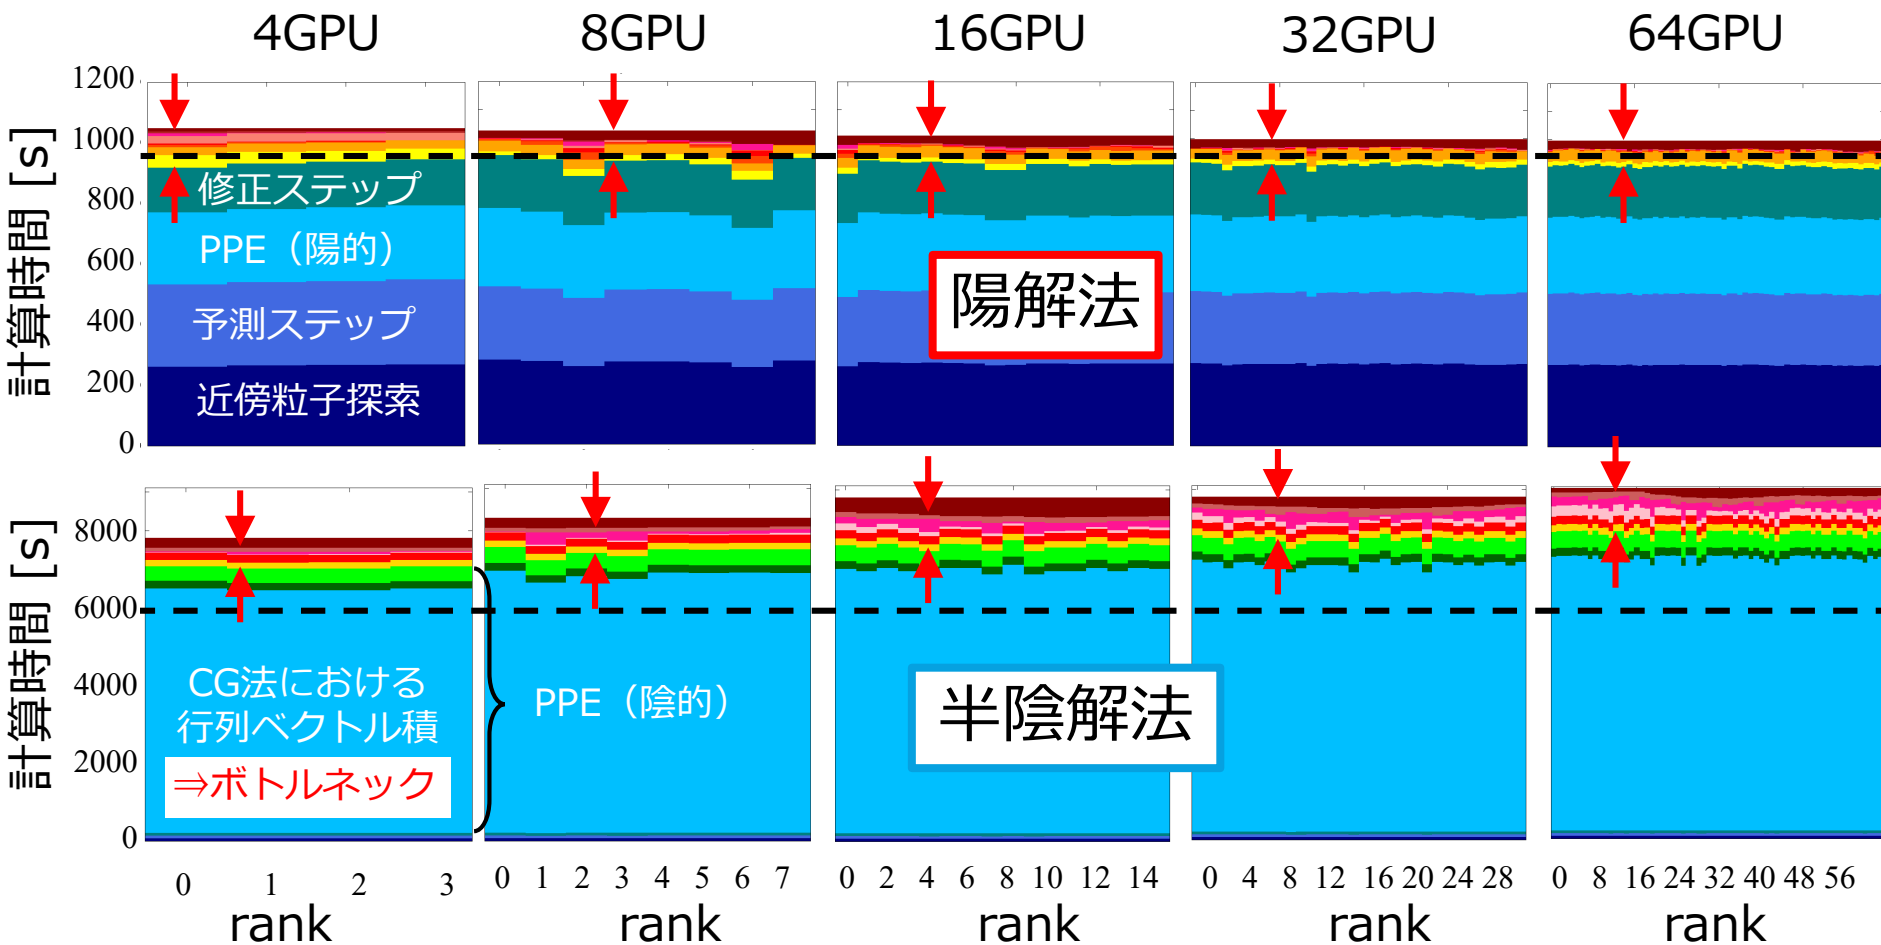 4GPU 8GPU 16GPU 32GPU 64GPU
計算時間 [s]
1200
1000
800
600
400
200
0
修正ステップ
PPE（陽的）
予測ステップ
近傍粒子探索
陽解法
計算時間 [s]
8000
6000
4000
2000
0
CG法における
行列ベクトル積
⇒ボトルネック
PPE（陰的）
半陰解法
0 1 2 3
0 1 2 3 4 5 6 7
0 2 4 6 8 10 12 14
0 4 8 12 16 20 24 28
0 8 16 24 32 40 48 56
rank rank rank rank rank